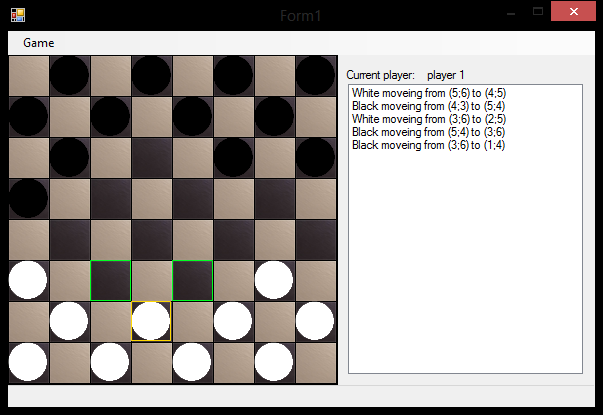 Form1
Game
Current player: player 1
White moveing from (5;6) to (4;5)
Black moveing from (4;3) to (5;4)
White moveing from (3;6) to (2;5)
Black moveing from (5;4) to (3;6)
Black moveing from (3;6) to (1;4)